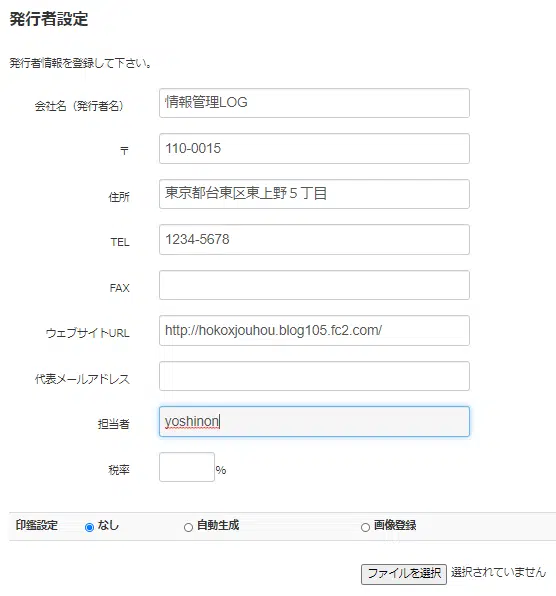 発行者設定
発行者情報を登録して下さい。
会社名（発行者名） 情報管理LOG
〒 110-0015
住所 東京都台東区東上野５丁目
TEL 1234-5678
FAX
ウェブサイトURL http://hokoxjouhou.blog105.fc2.com/
代表メールアドレス
担当者 yoshinon
税率 %
印鑑設定 なし 自動生成 画像登録
ファイルを選択 選択されていません